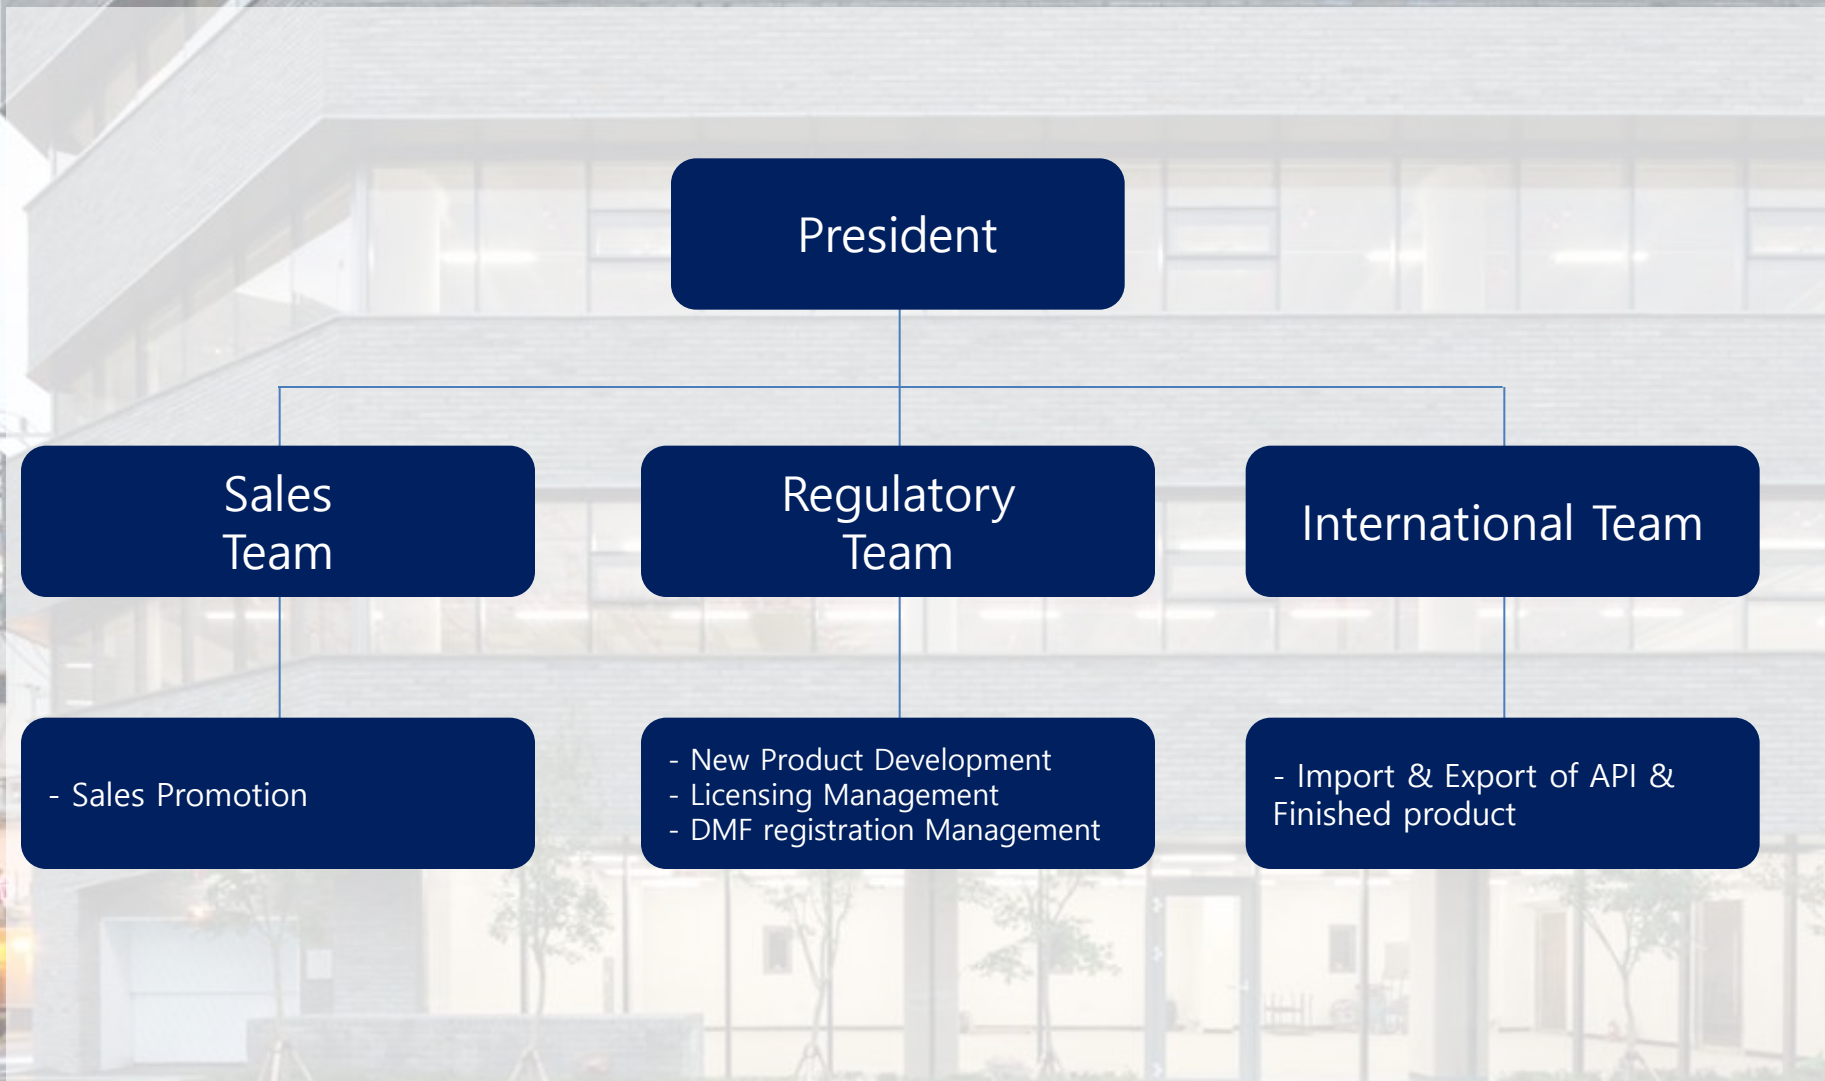 President
Sales
Team
Regulatory
Team
International Team
- Sales Promotion
- New Product Development
- Licensing Management
- DMF registration Management
- Import & Export of API &
Finished product